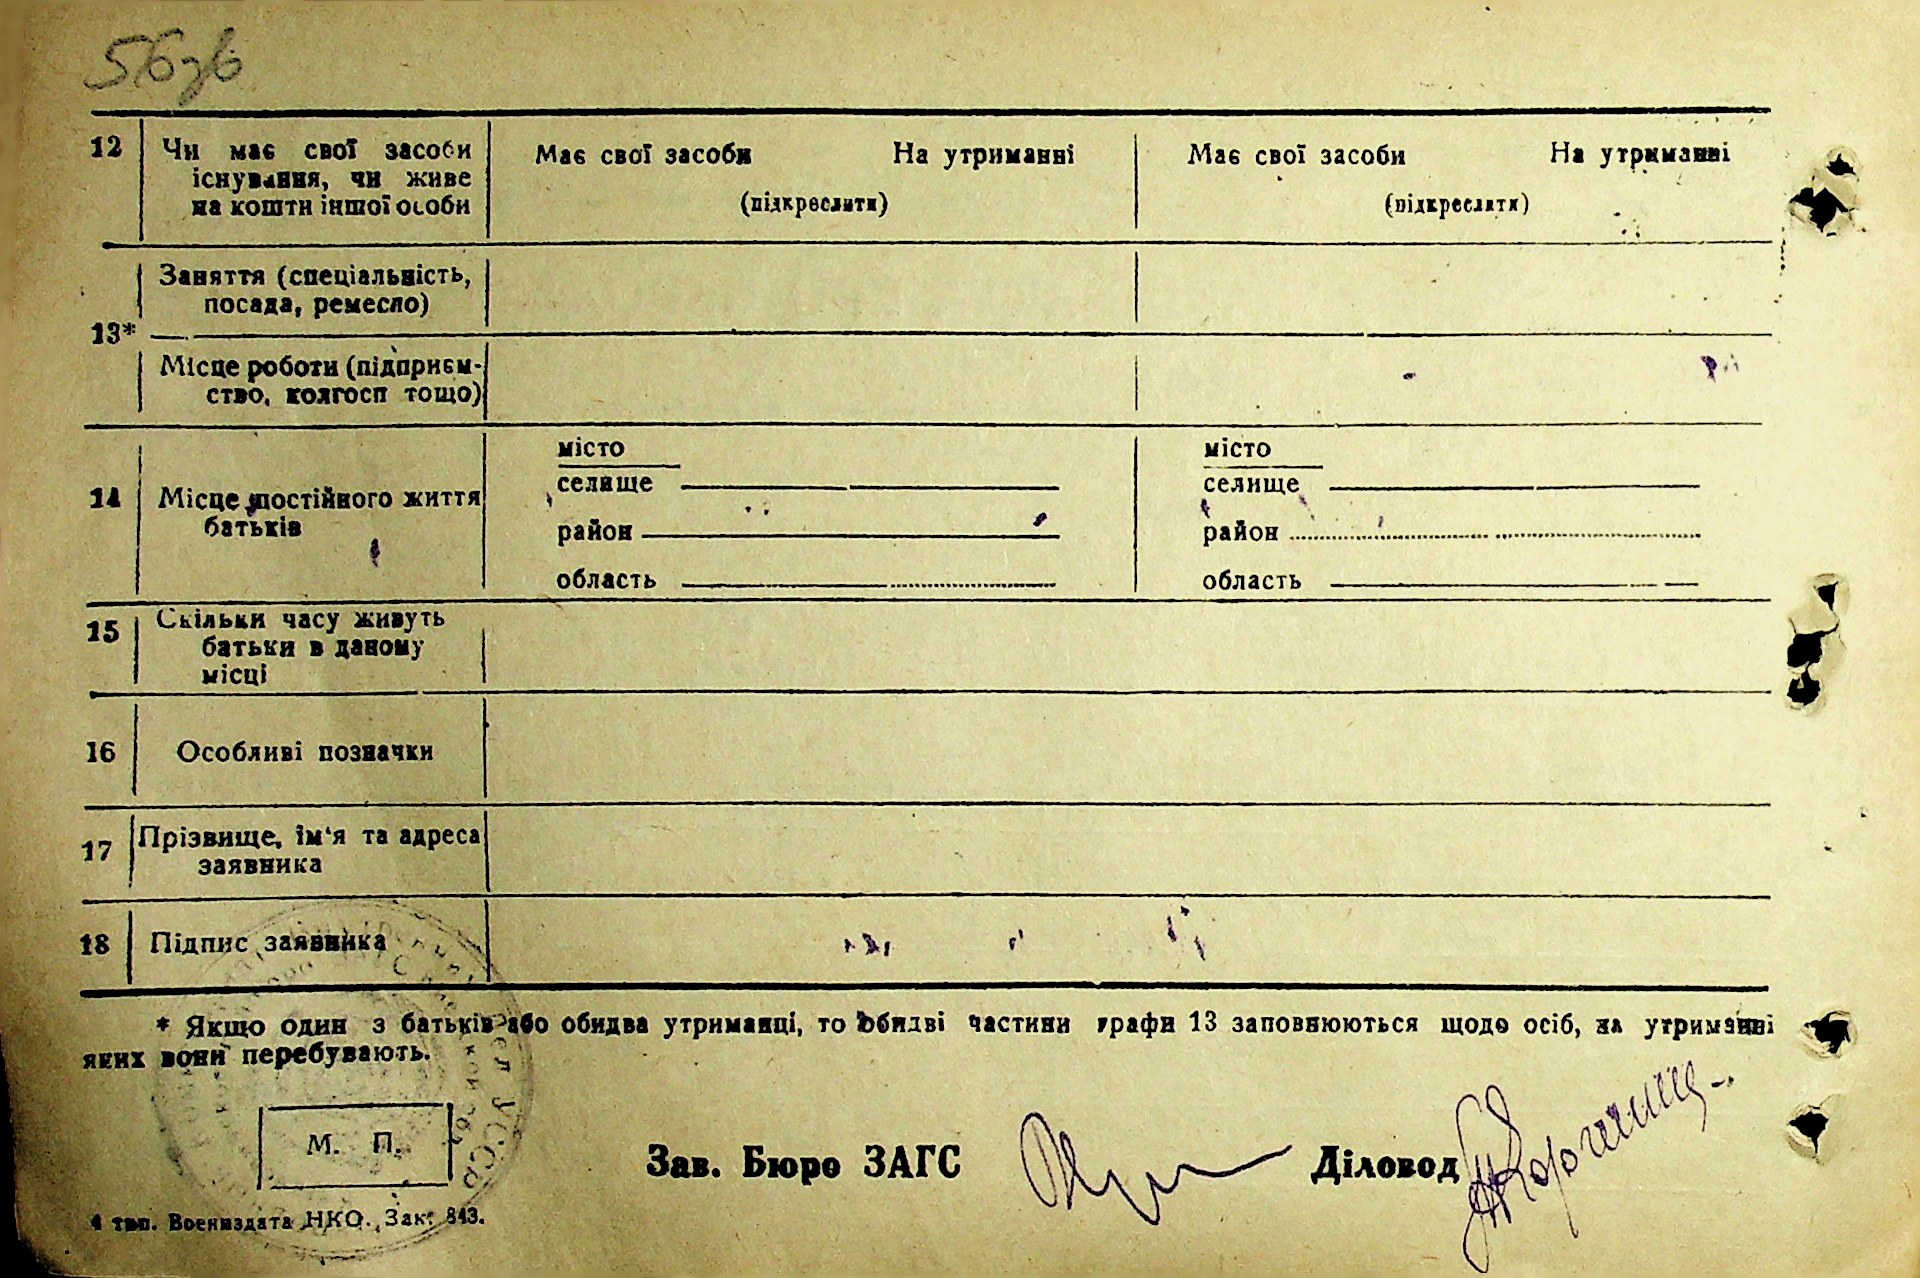 56зв
12 Чи має свої засоби існування, чи живе на кошти іншої особи
Має свої засоби На утриманні
(підкреслити)
Має свої засоби На утриманні
(підкреслити)
13*
Заняття (спеціальність,
посада, ремесло)
Місце роботи (підприєм-
ство, колгосп тощо)
14 Місце постійного життя
батьків
місто
селище
район
область
місто
селище
район
область
15 Скільки часу живуть
батьки в даному
місці
16 Особливі позначки
17 Прізвище, ім'я та адреса
заявника
18 Підпис заявника
* Якщо один з батьків або обидва утриманці, то обидві частини графи 13 заповнюються щодо осіб, на утриманні
яких вони перебувають.
М. П.
Зав. Бюро ЗАГС
Діловод
4 тип. Воениздата НКО. Зак. 843.